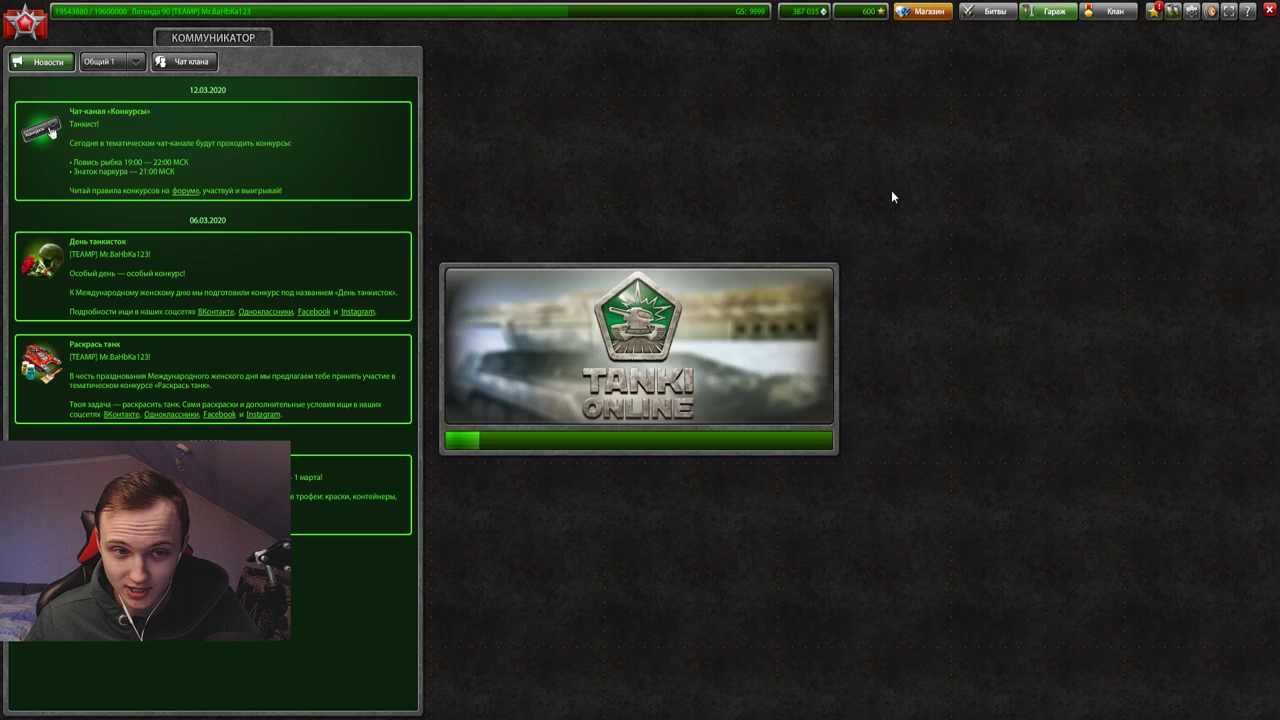 19543880 / 19600000 Легенда 90 [TEAMP] Mr.BaHbKa123
GS: 9999
387 035
600
Магазин
Битвы
Гараж
Клан
КОММУНИКАТОР
Новости
Общий 1
Чат клана
12.03.2020
Конкурсы
Чат-канал «Конкурсы»
Танкист!
Сегодня в тематическом чат-канале будут проходить конкурсы:
• Ловись рыбка 19:00 — 22:00 МСК
• Знаток паркура — 21:00 МСК
Читай правила конкурсов на форуме, участвуй и выигрывай!
06.03.2020
День танкисток
[TEAMP] Mr.BaHbKa123!
Особый день — особый конкурс!
К Международному женскому дню мы подготовили конкурс под названием «День танкисток».
Подробности ищи в наших соцсетях ВКонтакте, Одноклассники, Facebook и Instagram.
Раскрась танк
[TEAMP] Mr.BaHbKa123!
В честь празднования Международного женского дня мы предлагаем тебе принять участие в
тематическом конкурсе «Раскрась танк».
Твоя задача — раскрасить танк. Сами раскраски и дополнительные условия ищи в наших
соцсетях ВКонтакте, Одноклассники, Facebook и Instagram.
1 марта!
е трофеи: краски, контейнеры,
TANKI
ONLINE